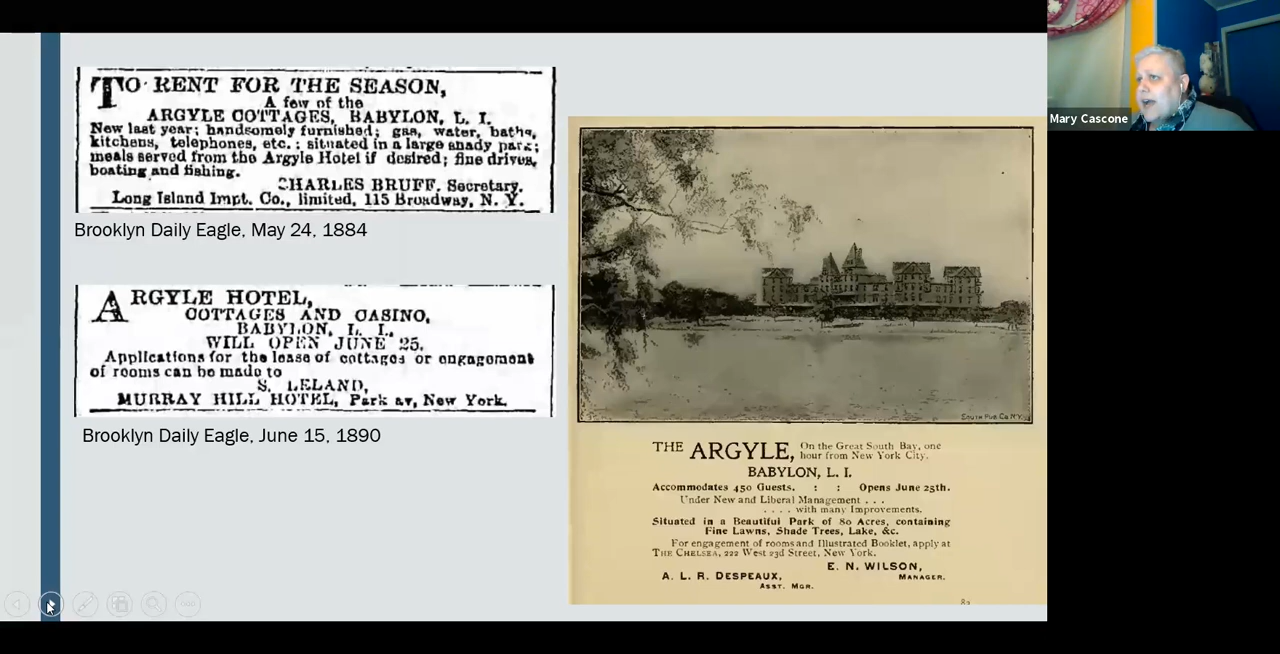 TO RENT FOR THE SEASON,
A few of the
ARGYLE COTTAGES, BABYLON, L. I.
New last year; handsomely furnished; gas, water, baths,
kitchens, telephones, etc.; situated in a large shady park;
meals served from the Argyle Hotel if desired; fine drives,
boating and fishing.
CHARLES BRUFF, Secretary.
Long Island Impt. Co., limited, 115 Broadway, N. Y.
Brooklyn Daily Eagle, May 24, 1884
ARGYLE HOTEL,
COTTAGES AND CASINO,
BABYLON, L. I.,
WILL OPEN JUNE 25.
Applications for the lease of cottages or engagement
of rooms can be made to
S. LELAND,
MURRAY HILL HOTEL, Park av, New York.
Brooklyn Daily Eagle, June 15, 1890
South Pub. Co. N.Y.
THE ARGYLE, On the Great South Bay, one
hour from New York City.
BABYLON, L. I.
Accommodates 450 Guests. : : Opens June 25th.
Under New and Liberal Management . . .
. . . . with many Improvements.
Situated in a Beautiful Park of 80 Acres, containing
Fine Lawns, Shade Trees, Lake, &c.
For engagement of rooms and Illustrated Booklet, apply at
THE CHELSEA, 222 West 23d Street, New York.
E. N. WILSON,
MANAGER.
A. L. R. DESPEAUX,
ASST. MGR.
Mary Cascone